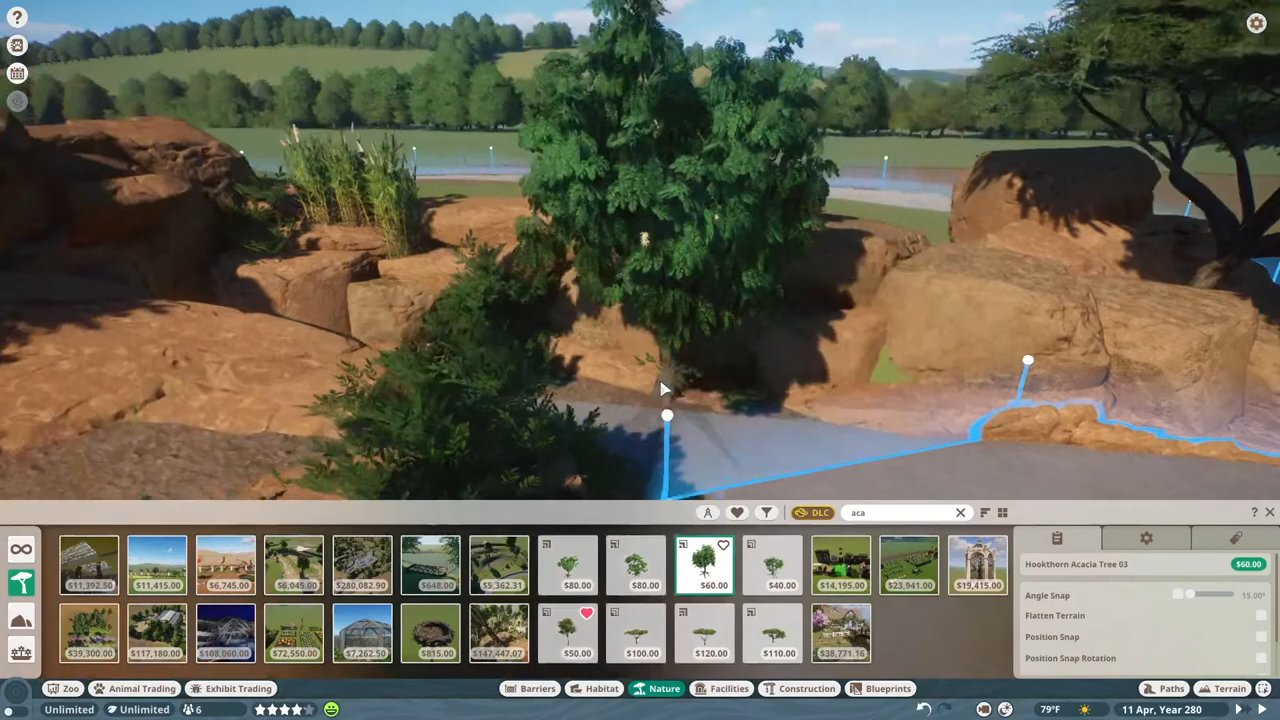 ?
DLC
aca
?
$11,392.50
$11,415.00
$6,745.00
$6,045.00
$280,082.90
$648.00
$5,362.31
$80.00
$80.00
$60.00
$40.00
$14,195.00
$23,941.00
$19,415.00
Hookthorn Acacia Tree 03
$60.00
Angle Snap
15.00°
Flatten Terrain
Position Snap
Position Snap Rotation
$39,300.00
$117,180.00
$108,060.00
$72,550.00
$7,262.50
$815.00
$147,447.07
$50.00
$100.00
$120.00
$110.00
$38,771.16
Zoo
Animal Trading
Exhibit Trading
Barriers
Habitat
Nature
Facilities
Construction
Blueprints
Paths
Terrain
Unlimited
Unlimited
6
79°F
11 Apr, Year 280